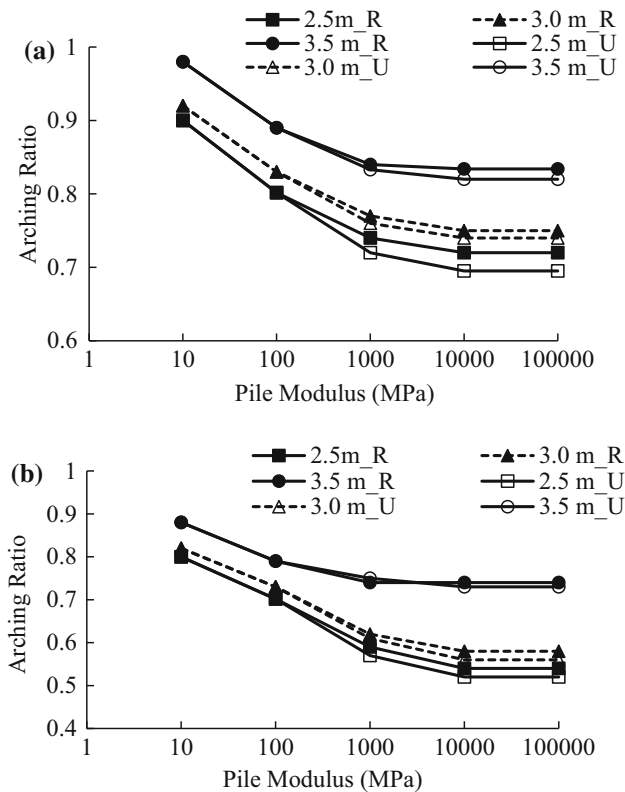 (a)
2.5m_R
3.0 m_R
3.5 m_R
2.5 m_U
3.0 m_U
3.5 m_U
1
0.9
0.8
0.7
0.6
Arching Ratio
1 10 100 1000 10000 100000
Pile Modulus (MPa)
(b)
2.5m_R
3.0 m_R
3.5 m_R
2.5 m_U
3.0 m_U
3.5 m_U
1
0.9
0.8
0.7
0.6
0.5
0.4
Arching Ratio
1 10 100 1000 10000 100000
Pile Modulus (MPa)